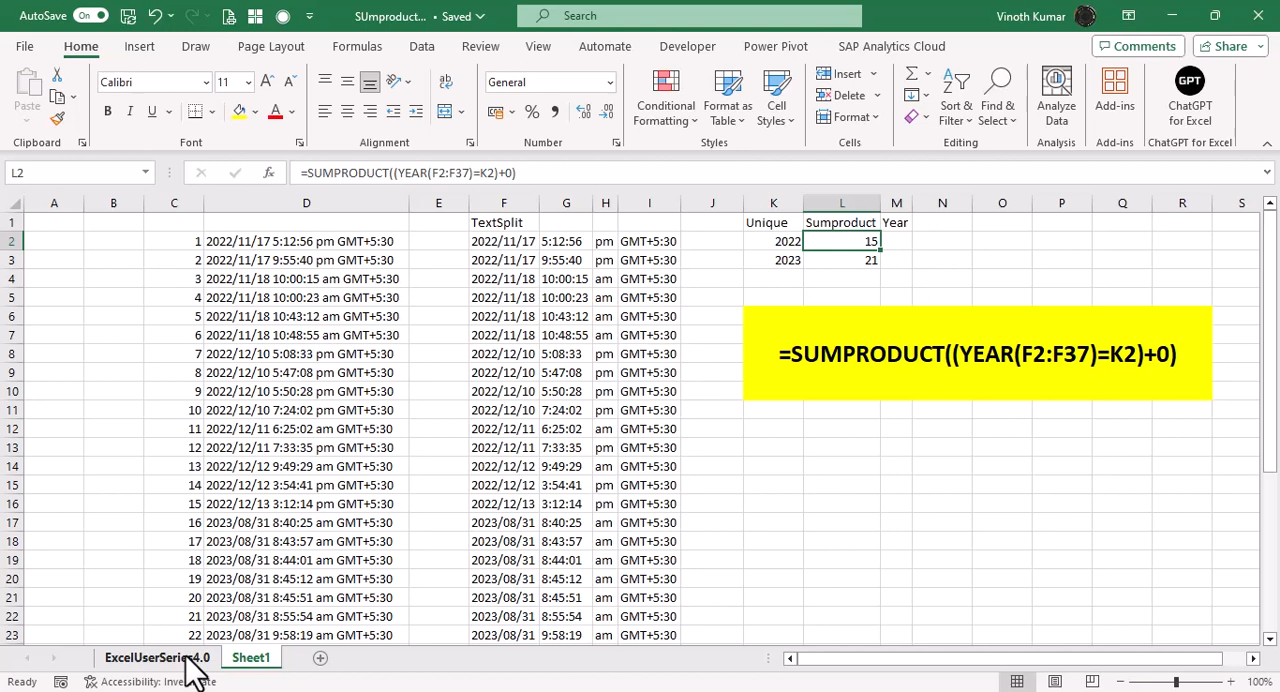 AutoSave On SUmproduct... • Saved Search Vinoth Kumar
File Home Insert Draw Page Layout Formulas Data Review View Automate Developer Power Pivot SAP Analytics Cloud Comments Share
Paste Calibri 11 General Conditional Formatting Format as Table Cell Styles Insert Delete Format Sort & Filter Find & Select Analyze Data Add-ins ChatGPT for Excel
Clipboard Font Alignment Number Styles Cells Editing Analysis Add-ins ChatGPT for Excel
L2 =SUMPRODUCT((YEAR(F2:F37)=K2)+0)
A B C D E F G H I J K L M N O P Q R S
1 TextSplit Unique Sumproduct Year
2 1 2022/11/17 5:12:56 pm GMT+5:30 2022/11/17 5:12:56 pm GMT+5:30 2022 15
3 2 2022/11/17 9:55:40 pm GMT+5:30 2022/11/17 9:55:40 pm GMT+5:30 2023 21
4 3 2022/11/18 10:00:15 am GMT+5:30 2022/11/18 10:00:15 am GMT+5:30
5 4 2022/11/18 10:00:23 am GMT+5:30 2022/11/18 10:00:23 am GMT+5:30
6 5 2022/11/18 10:43:12 am GMT+5:30 2022/11/18 10:43:12 am GMT+5:30
7 6 2022/11/18 10:48:55 am GMT+5:30 2022/11/18 10:48:55 am GMT+5:30
8 7 2022/12/10 5:08:33 pm GMT+5:30 2022/12/10 5:08:33 pm GMT+5:30 =SUMPRODUCT((YEAR(F2:F37)=K2)+0)
9 8 2022/12/10 5:47:08 pm GMT+5:30 2022/12/10 5:47:08 pm GMT+5:30
10 9 2022/12/10 5:50:28 pm GMT+5:30 2022/12/10 5:50:28 pm GMT+5:30
11 10 2022/12/10 7:24:02 pm GMT+5:30 2022/12/10 7:24:02 pm GMT+5:30
12 11 2022/12/11 6:25:02 am GMT+5:30 2022/12/11 6:25:02 am GMT+5:30
13 12 2022/12/11 7:33:35 pm GMT+5:30 2022/12/11 7:33:35 pm GMT+5:30
14 13 2022/12/12 9:49:29 am GMT+5:30 2022/12/12 9:49:29 am GMT+5:30
15 14 2022/12/12 3:54:41 pm GMT+5:30 2022/12/12 3:54:41 pm GMT+5:30
16 15 2022/12/13 3:12:14 pm GMT+5:30 2022/12/13 3:12:14 pm GMT+5:30
17 16 2023/08/31 8:40:25 am GMT+5:30 2023/08/31 8:40:25 am GMT+5:30
18 17 2023/08/31 8:43:57 am GMT+5:30 2023/08/31 8:43:57 am GMT+5:30
19 18 2023/08/31 8:44:01 am GMT+5:30 2023/08/31 8:44:01 am GMT+5:30
20 19 2023/08/31 8:45:12 am GMT+5:30 2023/08/31 8:45:12 am GMT+5:30
21 20 2023/08/31 8:45:51 am GMT+5:30 2023/08/31 8:45:51 am GMT+5:30
22 21 2023/08/31 8:55:54 am GMT+5:30 2023/08/31 8:55:54 am GMT+5:30
23 22 2023/08/31 9:58:19 am GMT+5:30 2023/08/31 9:58:19 am GMT+5:30
ExcelUserSeries4.0 Sheet1
Ready Accessibility: 100%